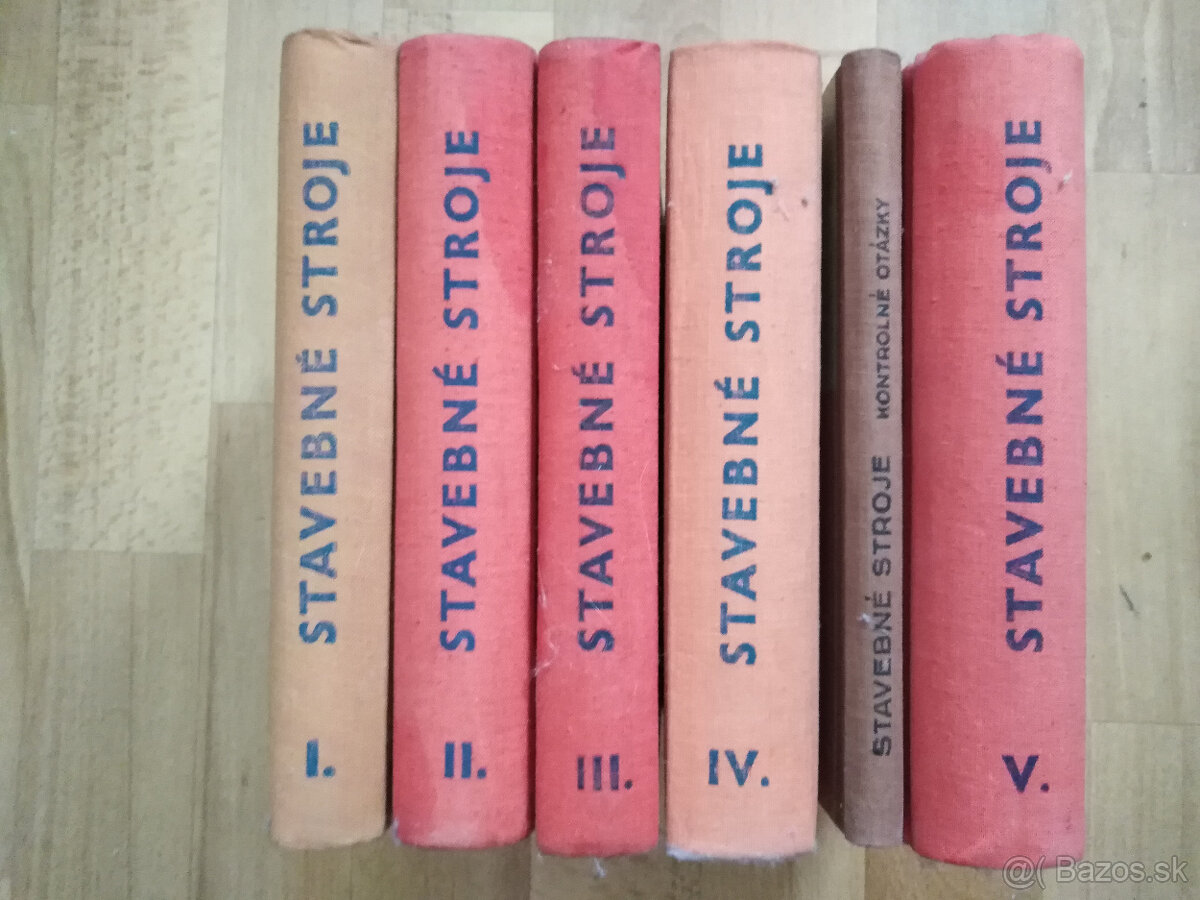 STAVEBNÉ STROJE I.
STAVEBNÉ STROJE II.
STAVEBNÉ STROJE III.
STAVEBNÉ STROJE IV.
STAVEBNÉ STROJE KONTROLNÉ OTÁZKY
STAVEBNÉ STROJE V.
@( Bazos.sk